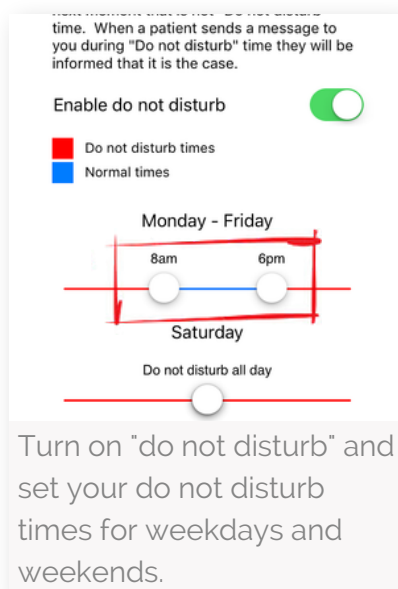 time. When a patient sends a message to
you during "Do not disturb" time they will be
informed that it is the case.
Enable do not disturb
Do not disturb times
Normal times
Monday - Friday
8am 6pm
Saturday
Do not disturb all day
Turn on "do not disturb" and
set your do not disturb
times for weekdays and
weekends.